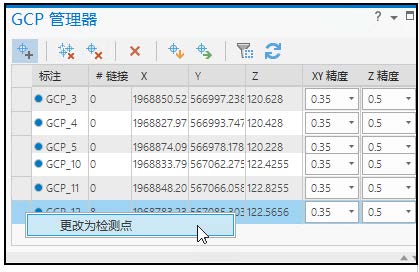 GCP 管理器
标注 # 链接 X Y Z XY 精度 Z 精度
GCP_3 0 1968850.52 566997.238 120.628 0.35 0.5
GCP_4 0 1968827.97 566993.747 120.428 0.35 0.5
GCP_5 0 1968874.09 566978.178 120.228 0.35 0.5
GCP_10 0 1968833.79 567062.275 122.4255 0.35 0.5
GCP_11 0 1968848.20 567066.058 122.8255 0.35 0.5
GCP_12 8 1968783.23 567085.303 122.5656 0.35 0.5
更改为检测点